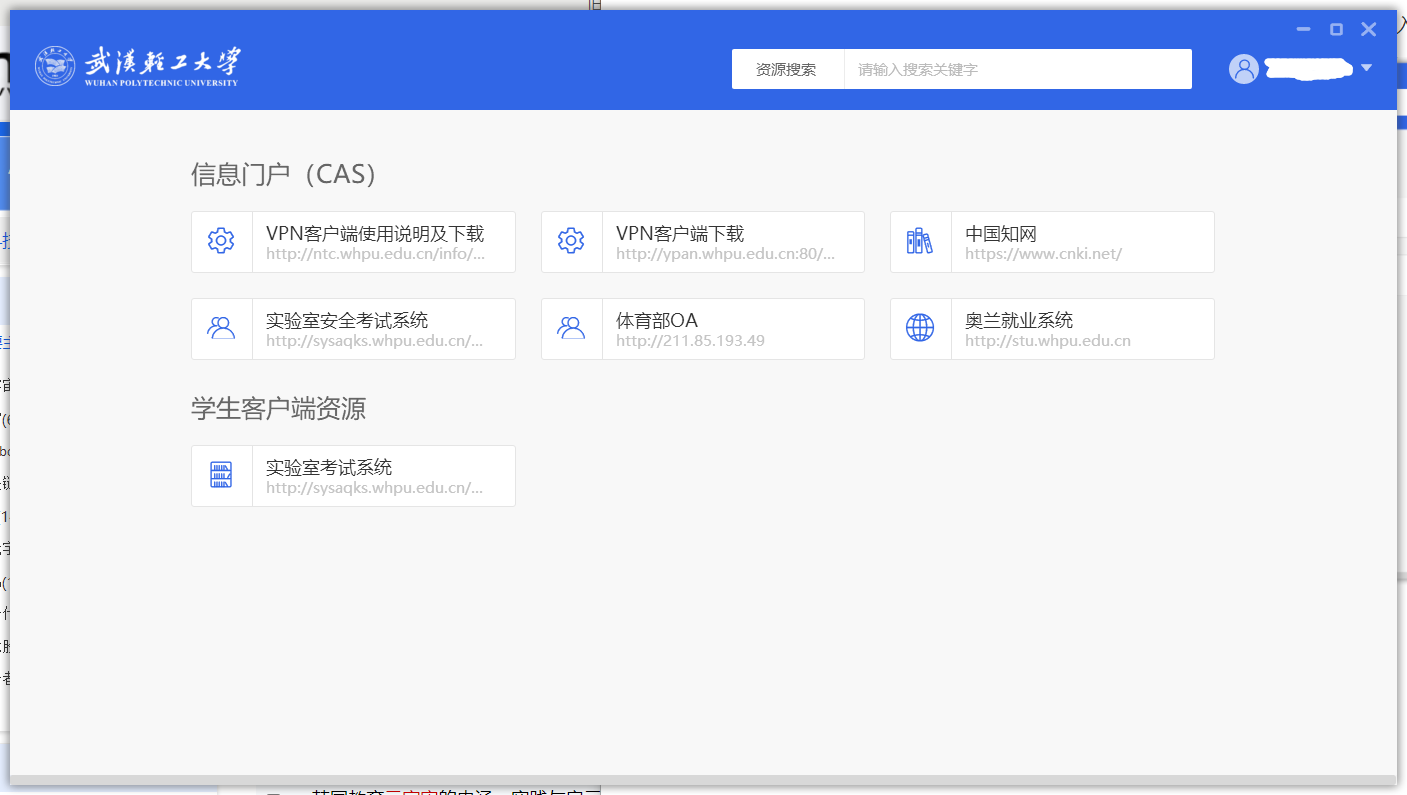 武漢輕工大學
WUHAN POLYTECHNIC UNIVERSITY
资源搜索
请输入搜索关键字
信息门户（CAS）
VPN客户端使用说明及下载
http://ntc.whpu.edu.cn/info/...
VPN客户端下载
http://ypan.whpu.edu.cn:80/...
中国知网
https://www.cnki.net/
实验室安全考试系统
http://sysaqks.whpu.edu.cn/...
体育部OA
http://211.85.193.49
奥兰就业系统
http://stu.whpu.edu.cn
学生客户端资源
实验室考试系统
http://sysaqks.whpu.edu.cn/...